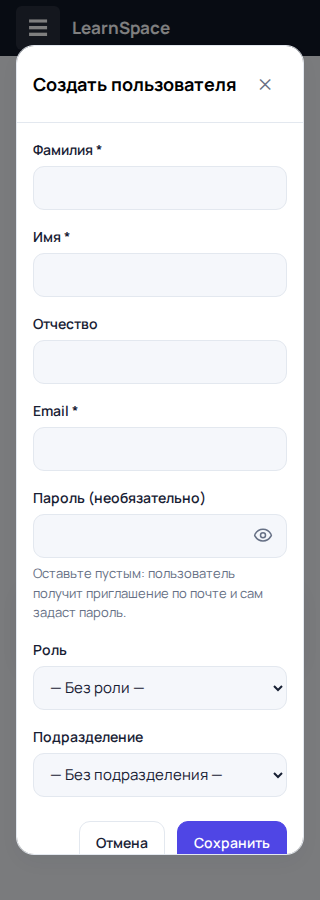 LearnSpace
Создать пользователя
Фамилия *
Имя *
Отчество
Email *
Пароль (необязательно)
Оставьте пустым: пользователь
получит приглашение по почте и сам
задаст пароль.
Роль
— Без роли —
Подразделение
— Без подразделения —
Отмена
Сохранить